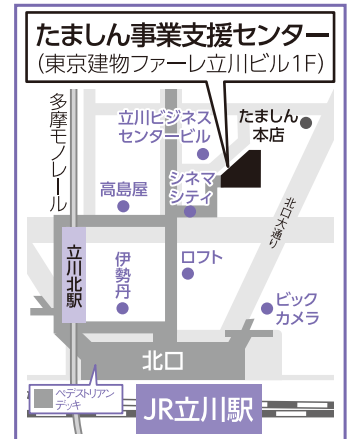 たましん事業支援センター
(東京建物ファーレ立川ビル1F)
多摩モノレール
立川ビジネス
センタービル
たましん
本店
シネマ
シティ
高島屋
北口大通り
立川北駅
伊勢丹
ロフト
ビック
カメラ
北口
ペデストリアン
デッキ
JR立川駅